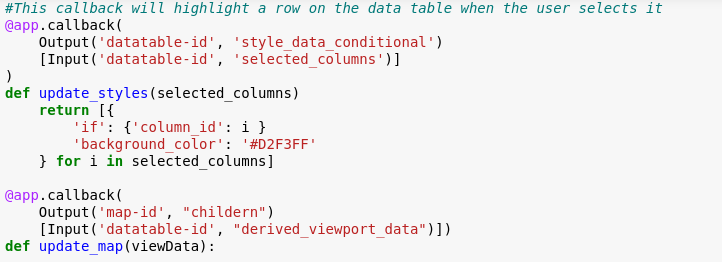 #This callback will highlight a row on the data table when the user selects it
@app.callback(
    Output('datatable-id', 'style_data_conditional')
    [Input('datatable-id', 'selected_columns')]
)
def update_styles(selected_columns)
    return [{
        'if': {'column_id': i }
        'background_color': '#D2F3FF'
    } for i in selected_columns]

@app.callback(
    Output('map-id', "childern")
    [Input('datatable-id', "derived_viewport_data")])
def update_map(viewData):